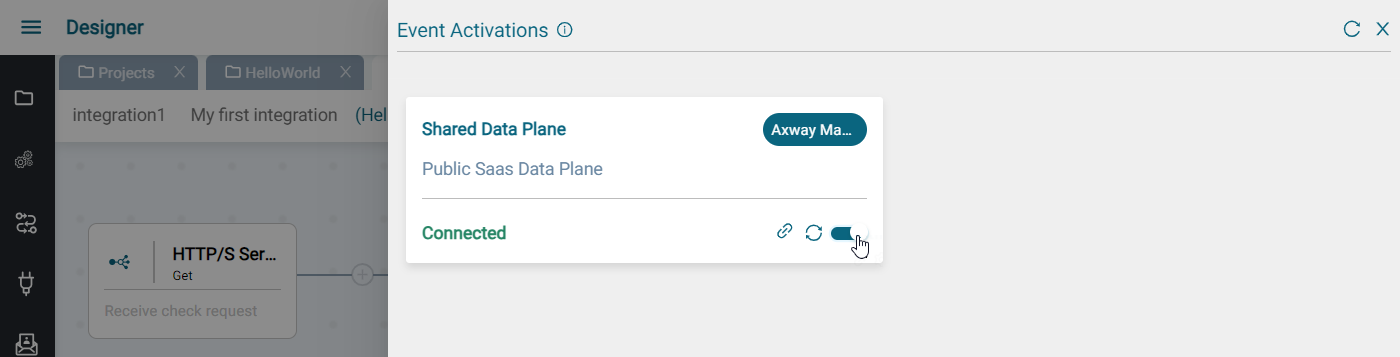 Designer
Event Activations
Projects
HelloWorld
integration1 My first integration (Hel
Shared Data Plane
Axway Ma...
Public Saas Data Plane
Connected
HTTP/S Ser...
Get
Receive check request